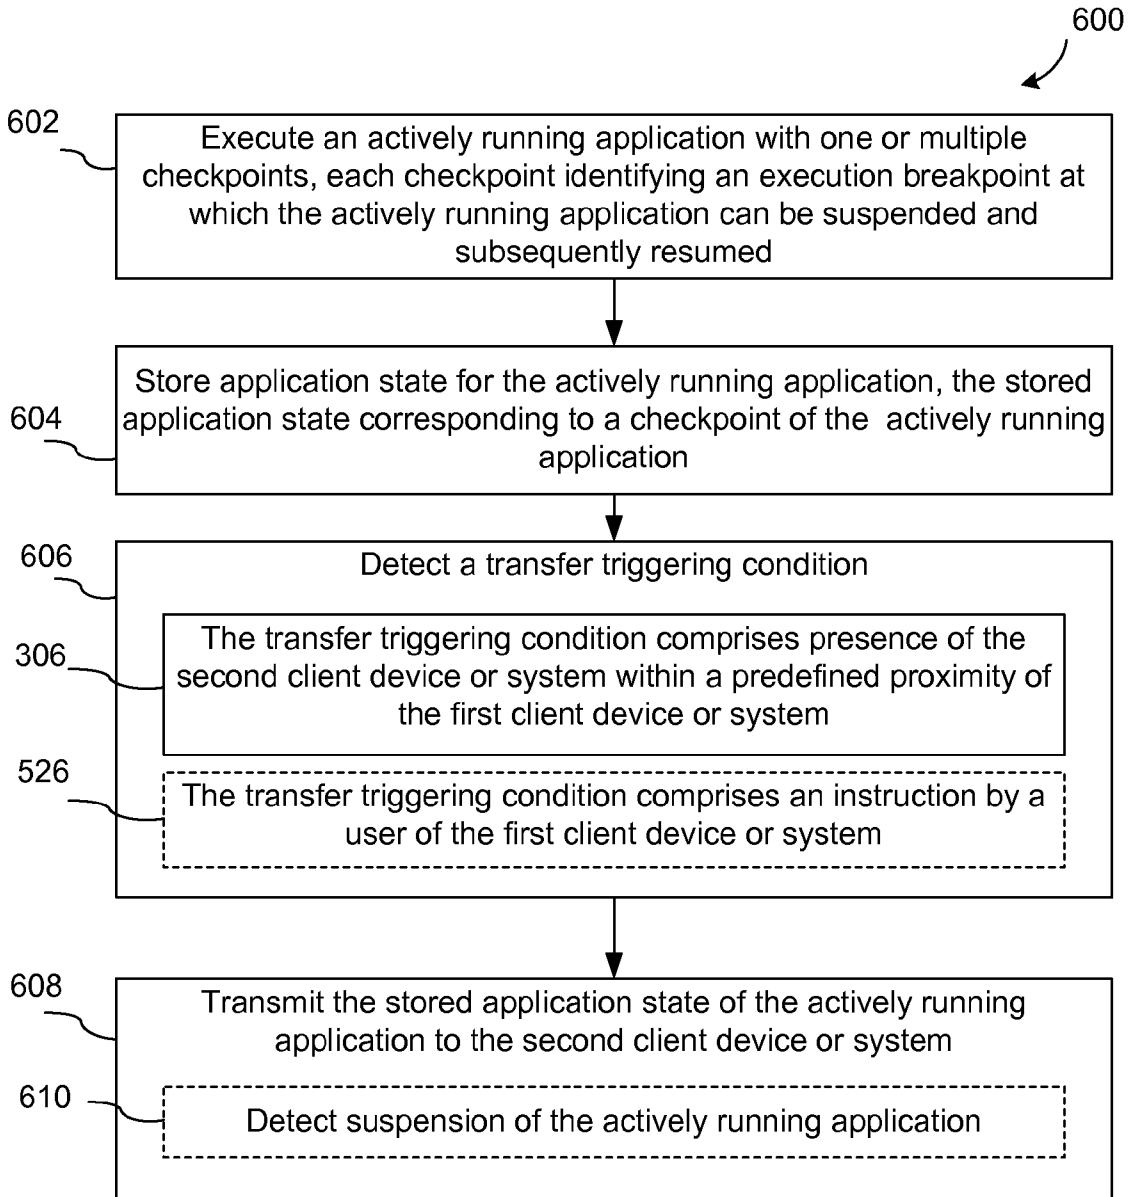 600
602
Execute an actively running application with one or multiple
checkpoints, each checkpoint identifying an execution breakpoint at
which the actively running application can be suspended and
subsequently resumed
604
Store application state for the actively running application, the stored
application state corresponding to a checkpoint of the actively running
application
606
Detect a transfer triggering condition
306
The transfer triggering condition comprises presence of the
second client device or system within a predefined proximity of
the first client device or system
526
The transfer triggering condition comprises an instruction by a
user of the first client device or system
608
Transmit the stored application state of the actively running
application to the second client device or system
610
Detect suspension of the actively running application